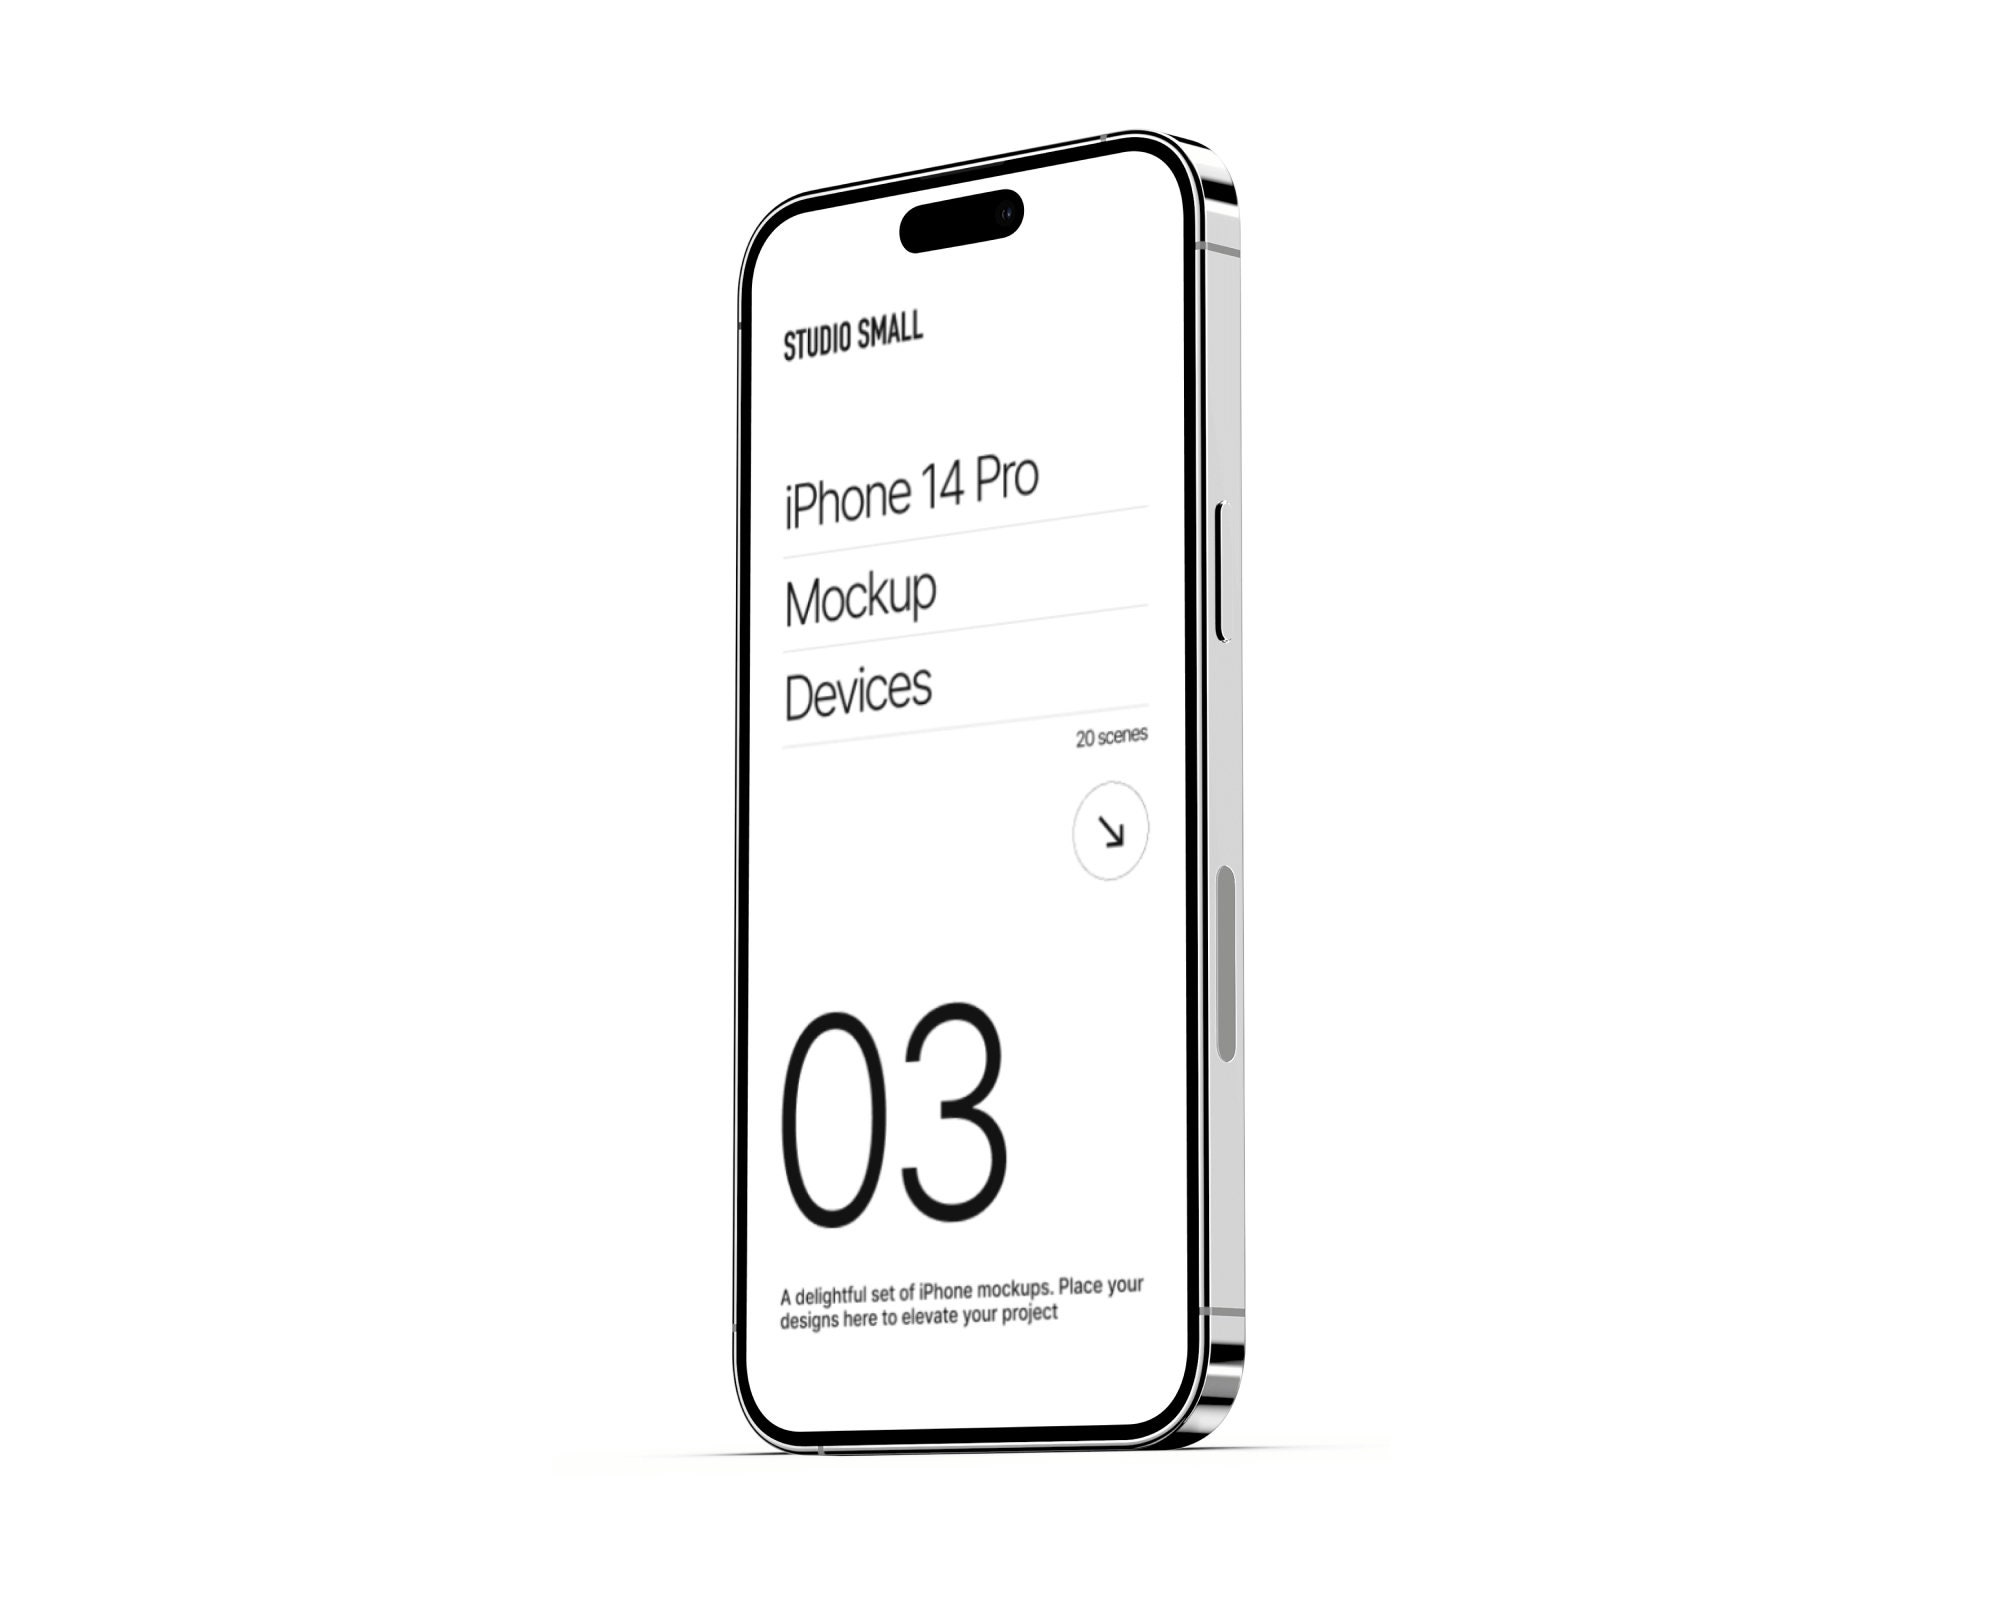 STUDIO SMALL
iPhone 14 Pro
Mockup
Devices
20 scenes
03
A delightful set of iPhone mockups. Place your
designs here to elevate your project